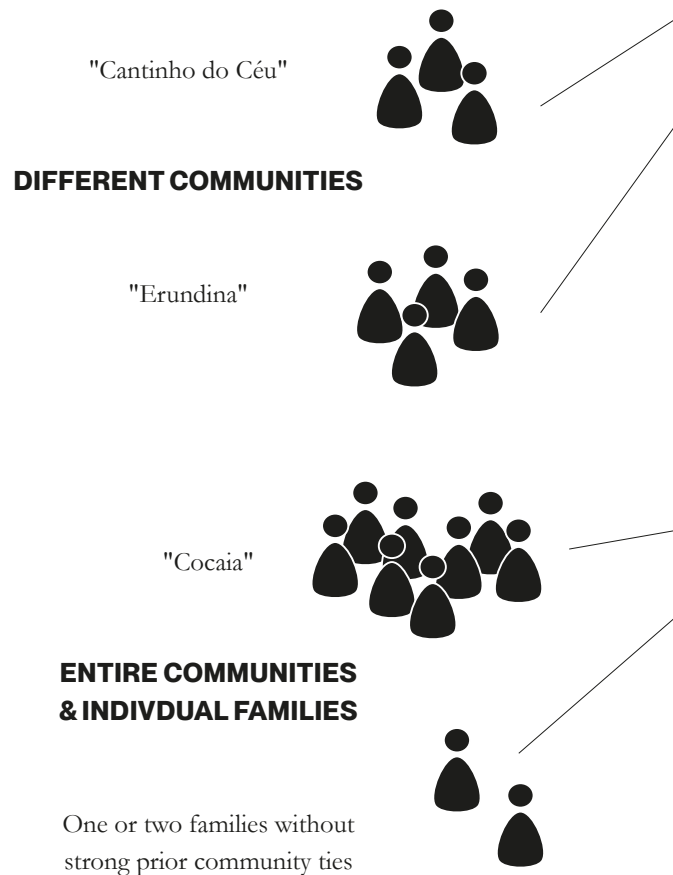 "Cantinho do Céu"
DIFFERENT COMMUNITIES
"Erundina"
"Cocaia"
ENTIRE COMMUNITIES
& INDIVDUAL FAMILIES
One or two families without
strong prior community ties